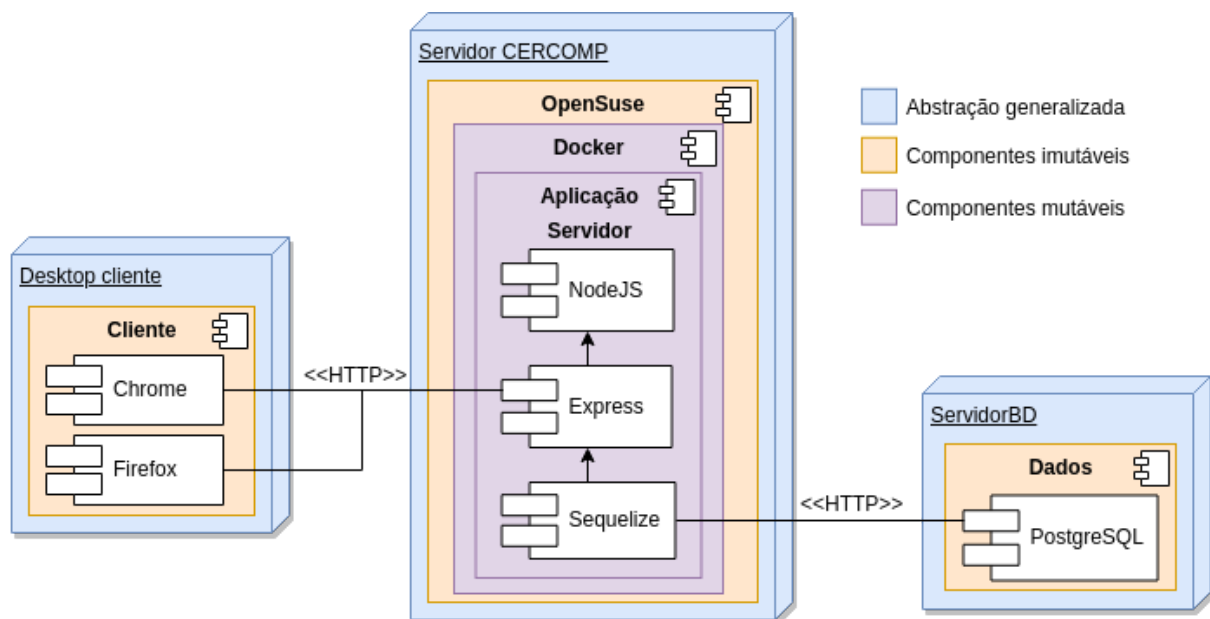 Servidor CERCOMP
OpenSuse
Docker
Aplicação
Servidor
NodeJS
Express
Sequelize
Desktop cliente
Cliente
Chrome
Firefox
<<HTTP>>
<<HTTP>>
ServidorBD
Dados
PostgreSQL
Abstração generalizada
Componentes imutáveis
Componentes mutáveis